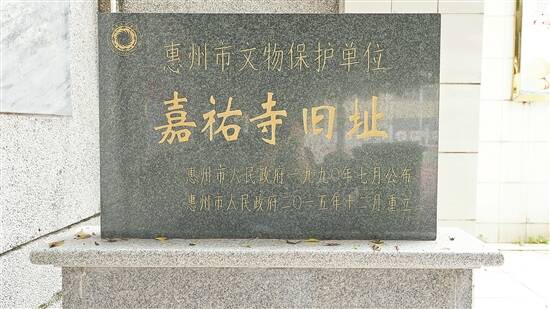 惠州市文物保护单位
嘉祐寺旧址
惠州市人民政府一九九〇年七月公布
惠州市人民政府二〇一五年十二月重立